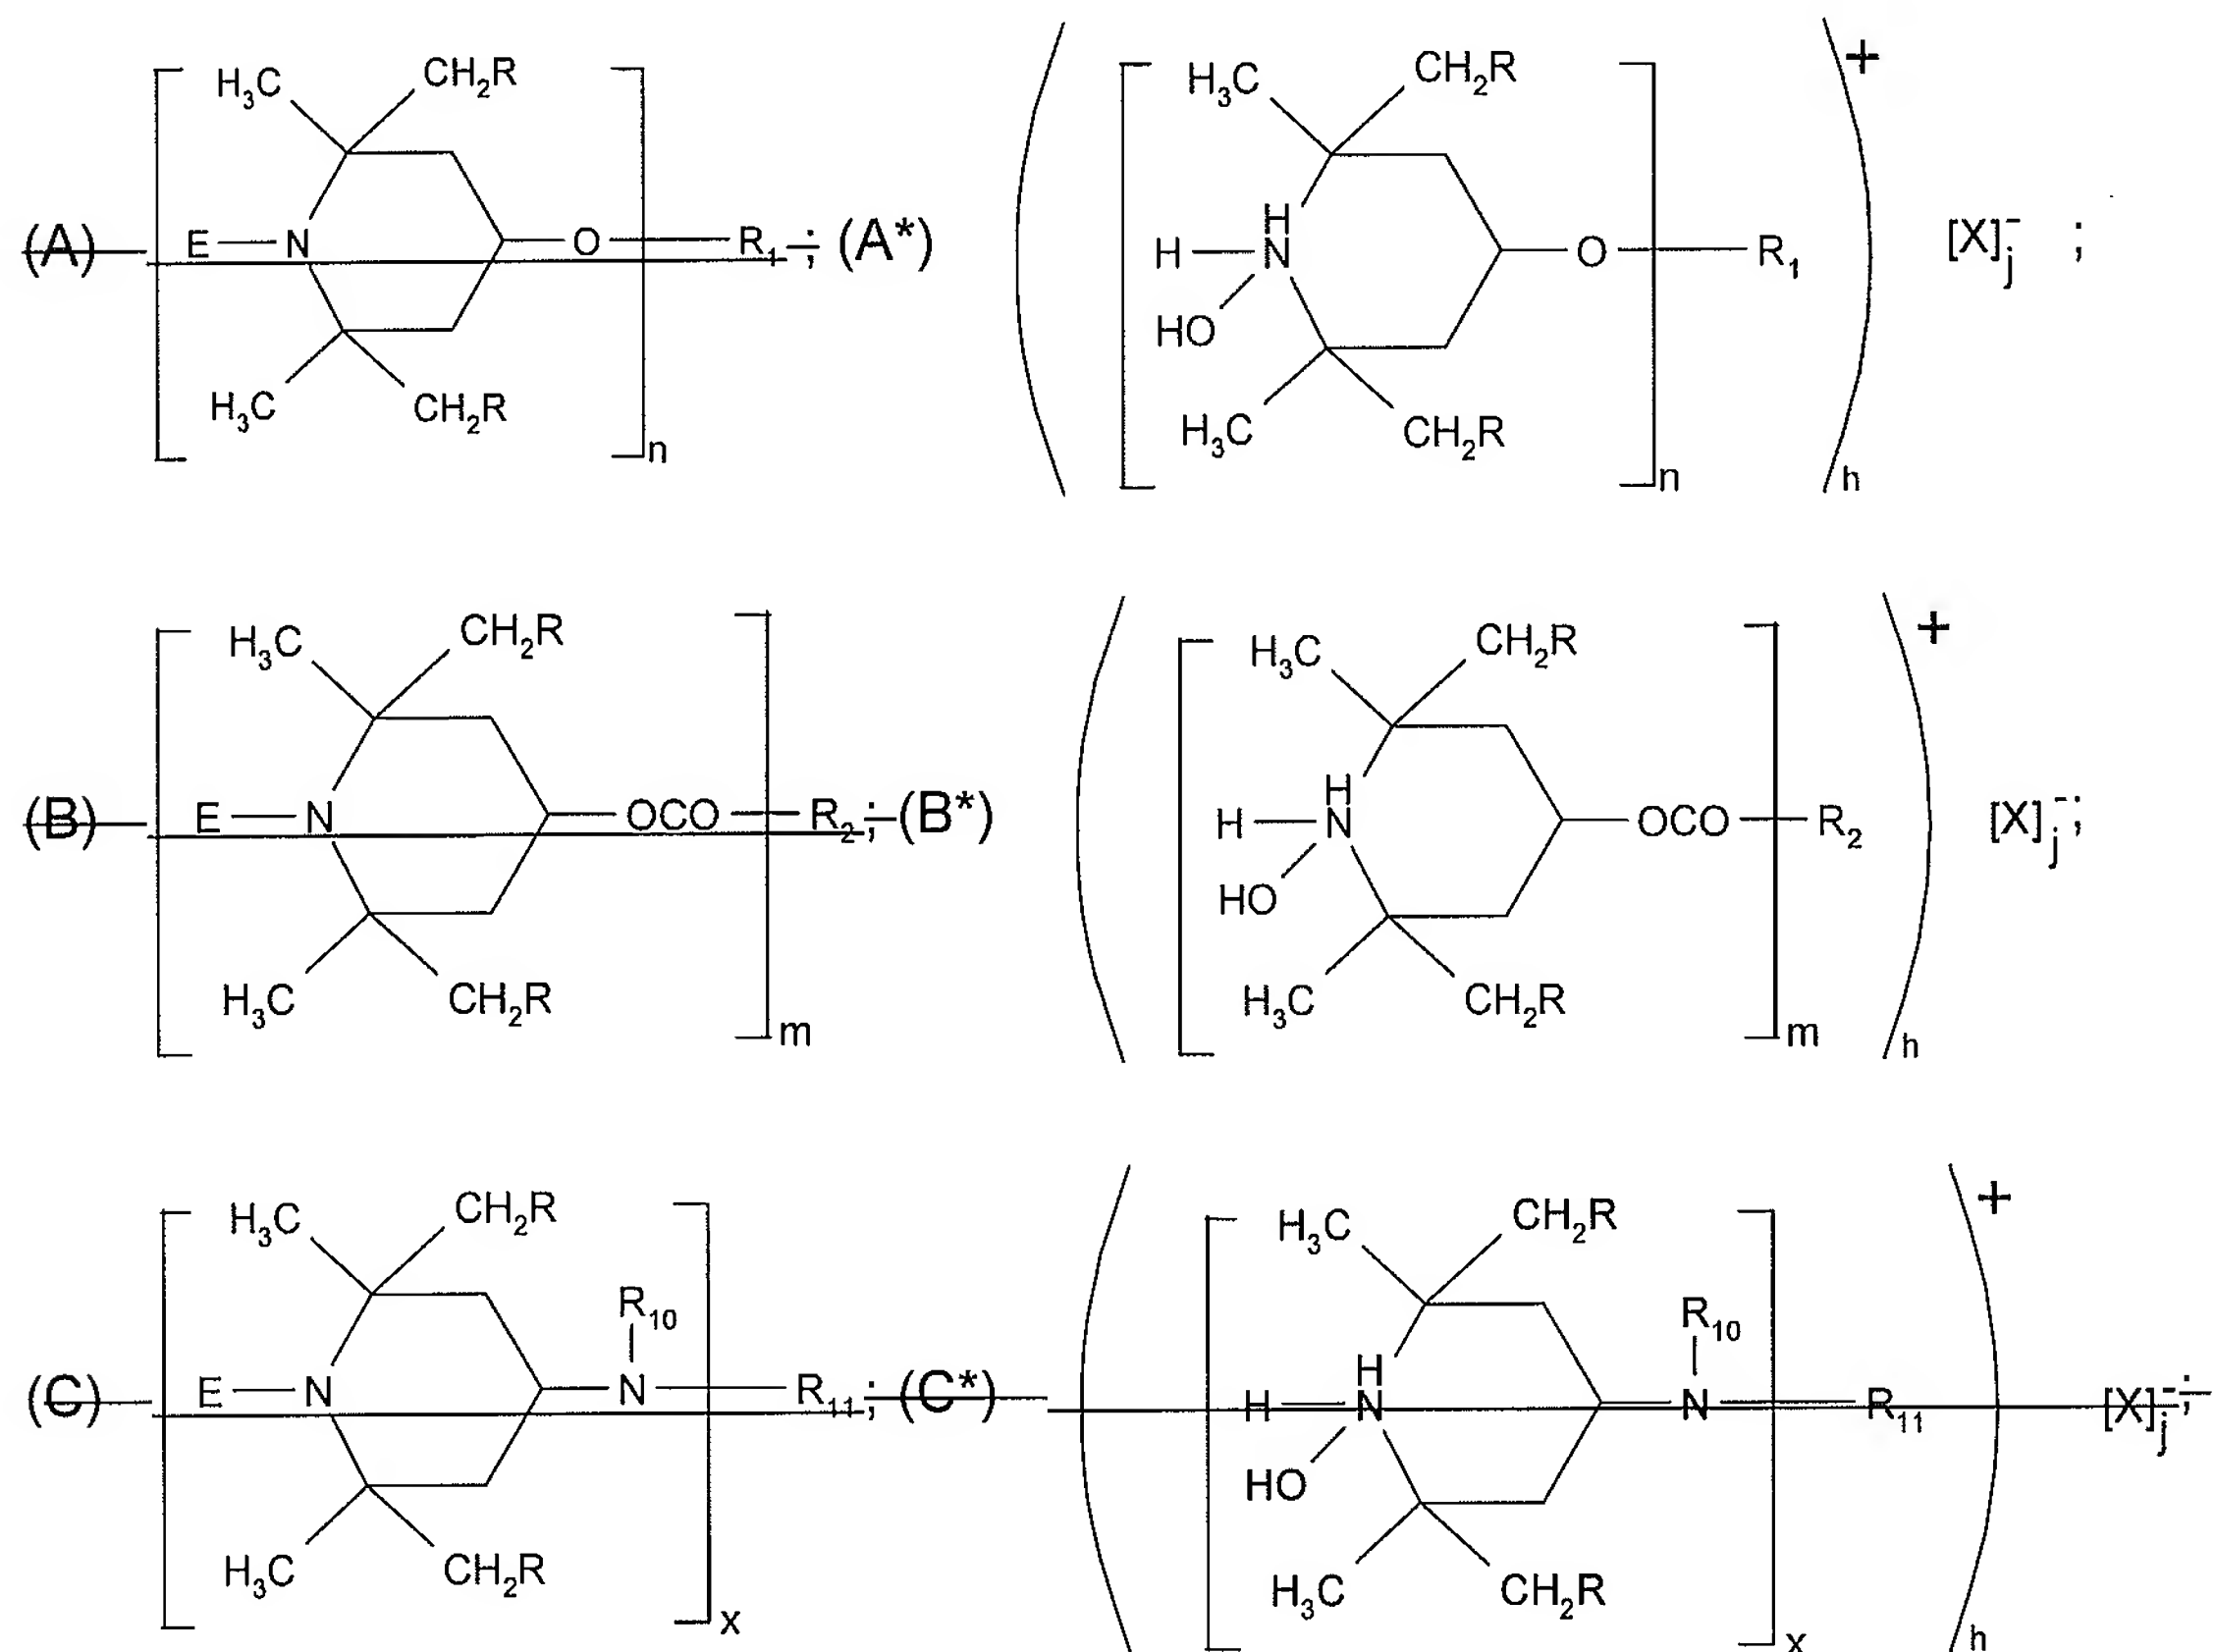 H₃C CH₂R H₃C CH₂R +
(A) E—N O R₁; (A*) H—N H O R₁ [X]ⱼ⁻ ;
HO
H₃C CH₂R n H₃C CH₂R n h
H₃C CH₂R H₃C CH₂R +
(B) E—N OCO R₂; (B*) H—N H OCO R₂ [X]ⱼ⁻;
HO
H₃C CH₂R m H₃C CH₂R m h
H₃C CH₂R H₃C CH₂R +
R₁₀ R₁₀
(C) E—N N R₁₁; (C*) H—N H N R₁₁ [X]ⱼ⁻;
HO
H₃C CH₂R x H₃C CH₂R x h